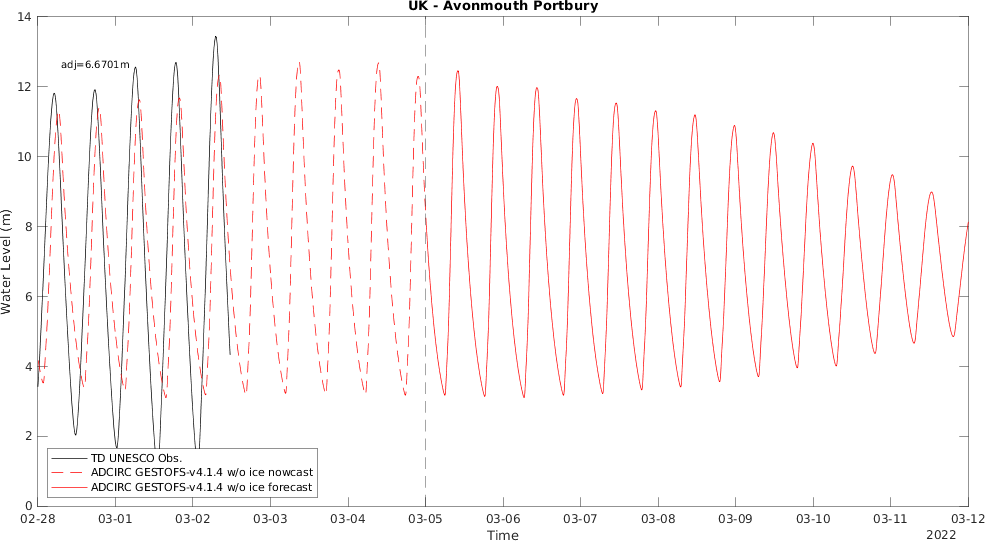 UK - Avonmouth Portbury
14
12
10
8
6
4
2
0
Water Level (m)
adj=6.6701m
TD UNESCO Obs.
ADCIRC GESTOFS-v4.1.4 w/o ice nowcast
ADCIRC GESTOFS-v4.1.4 w/o ice forecast
02-28 03-01 03-02 03-03 03-04 03-05 03-06 03-07 03-08 03-09 03-10 03-11 03-12
Time
2022